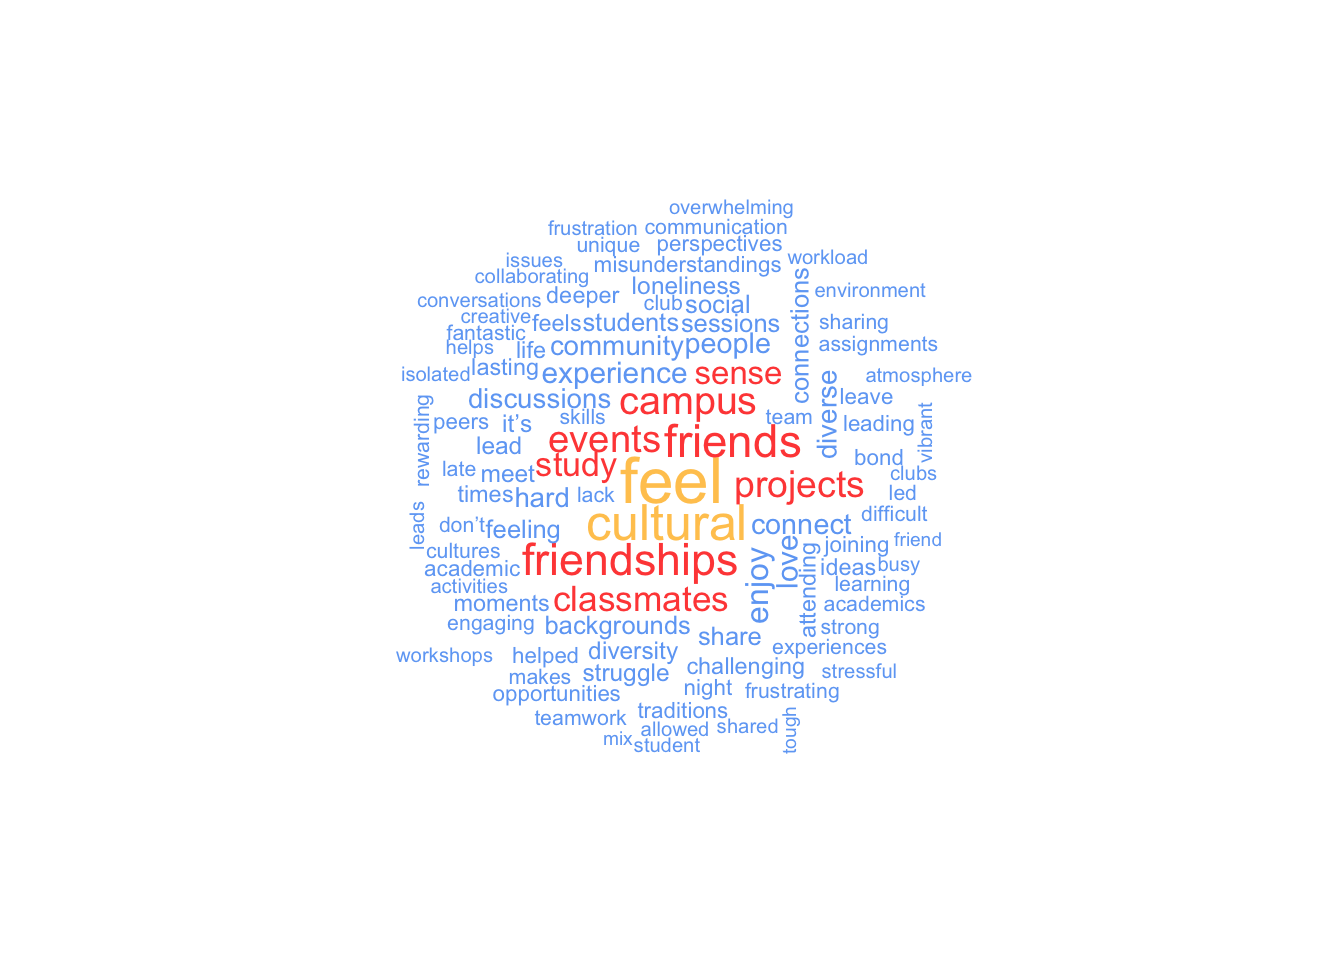 overwhelming
frustration communication
unique perspectives
issues misunderstandings workload
collaborating loneliness connections environment
conversations deeper club social
creative feels students sessions sharing
fantastic
helps life community people assignments
isolated lasting experience sense atmosphere
rewarding discussions campus diverse leave
peers it’s skills team leading vibrant
lead events friends bond
late meet study feel projects clubs
times hard lack led
leads don’t feeling cultural connect difficult
cultures friendships enjoy love joining friend
academic attending ideas busy
activities learning
moments classmates academics
engaging backgrounds share strong
workshops helped diversity experiences
makes struggle challenging stressful
opportunities night frustrating
teamwork traditions tough
allowed shared
mix student